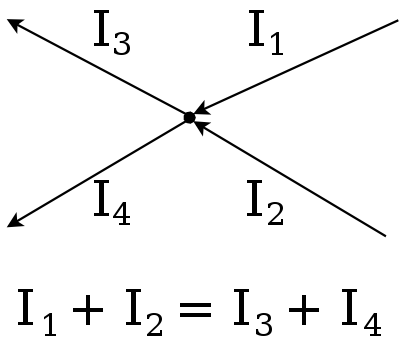 I₃ I₁
I₄ I₂
I₁ + I₂ = I₃ + I₄